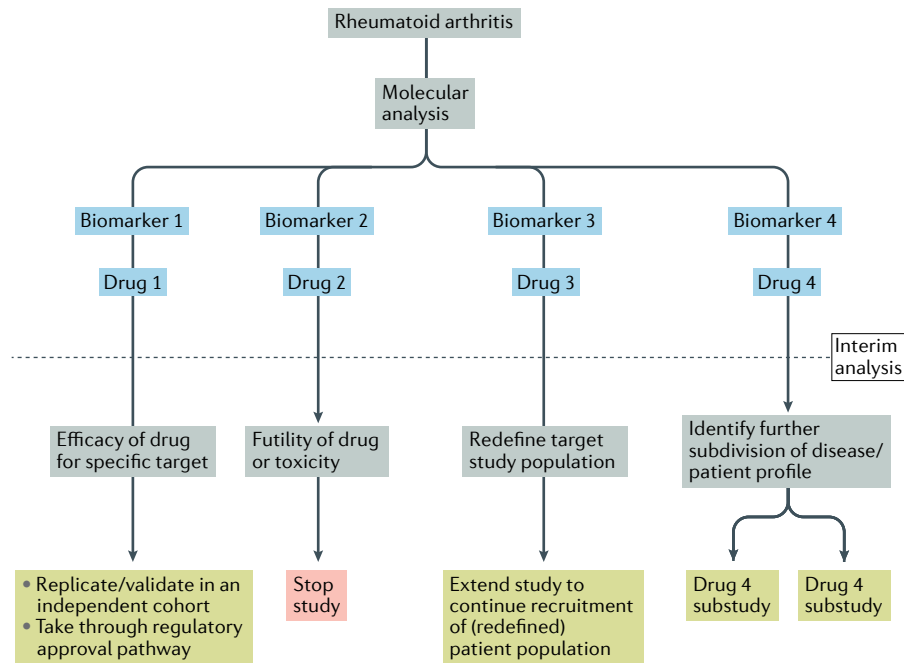 Rheumatoid arthritis
Molecular
analysis
Biomarker 1
Biomarker 2
Biomarker 3
Biomarker 4
Drug 1
Drug 2
Drug 3
Drug 4
Interim
analysis
Efficacy of drug
for specific target
Futility of drug
or toxicity
Redefine target
study population
Identify further
subdivision of disease/
patient profile
• Replicate/validate in an
independent cohort
• Take through regulatory
approval pathway
Stop
study
Extend study to
continue recruitment
of (redefined)
patient population
Drug 4
substudy
Drug 4
substudy